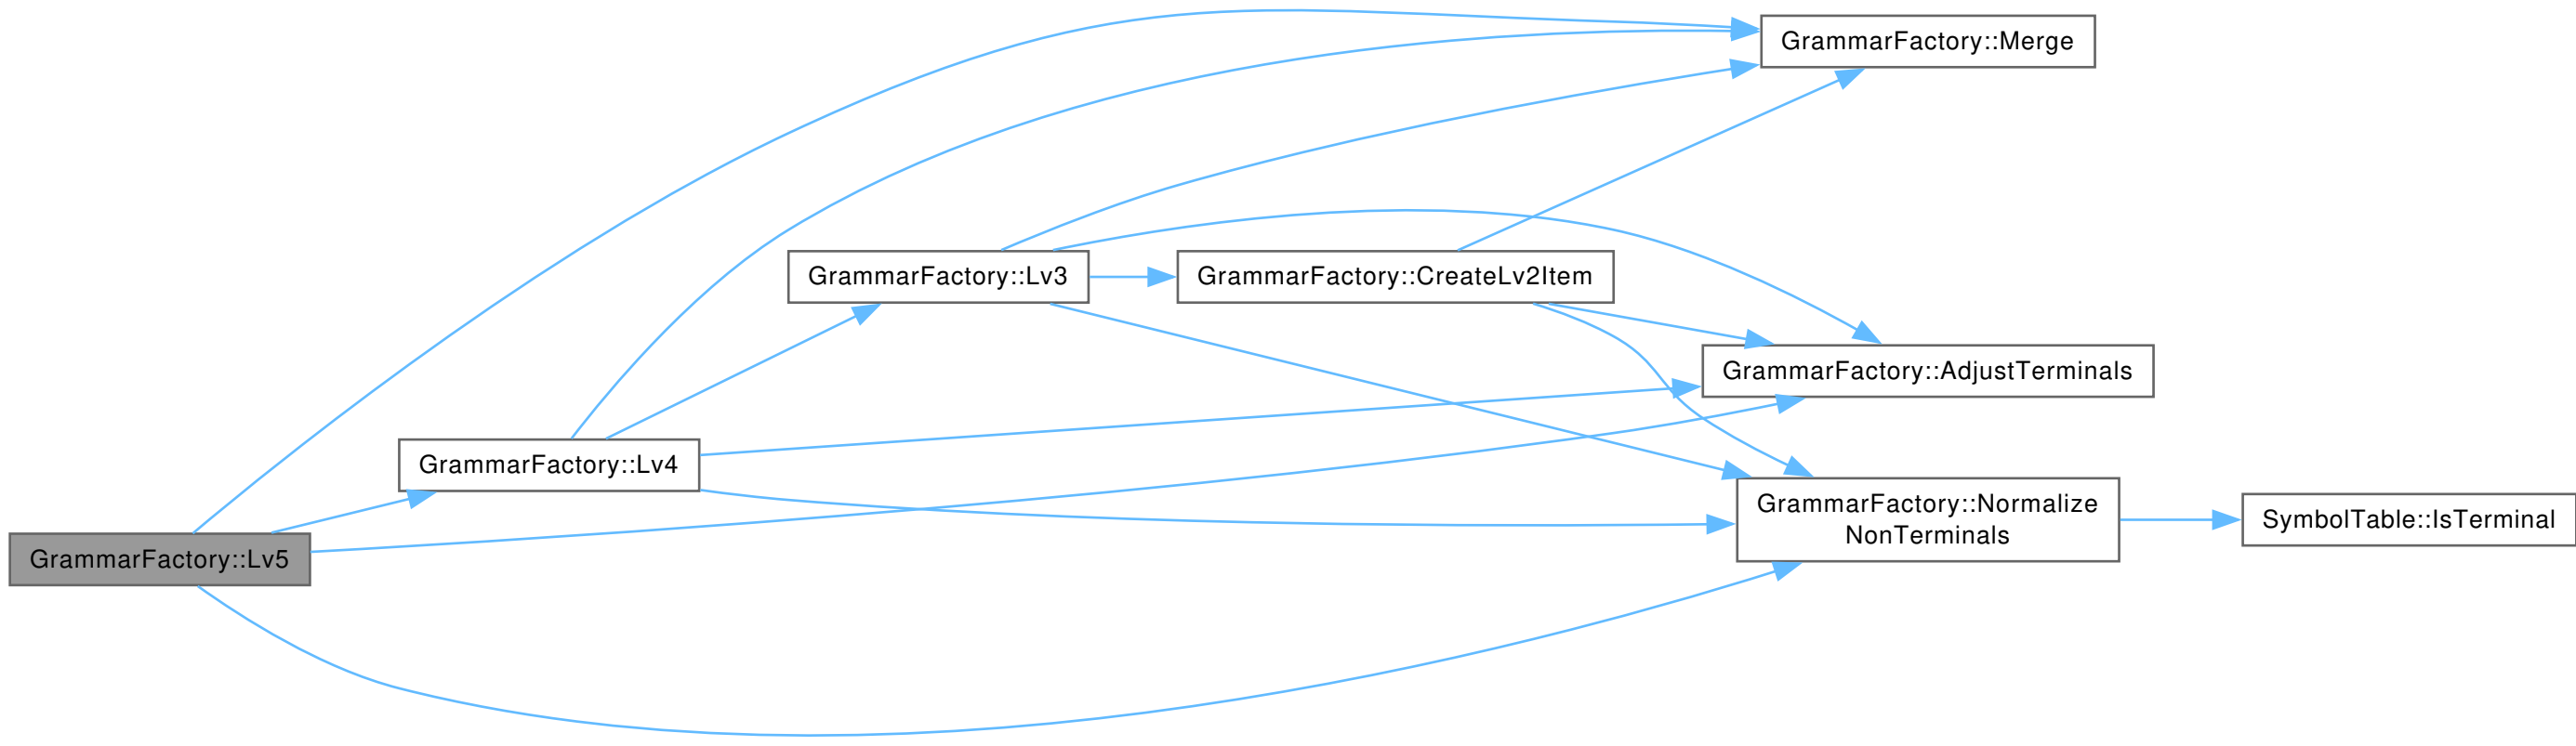 GrammarFactory::Merge
GrammarFactory::Lv3
GrammarFactory::CreateLv2Item
GrammarFactory::AdjustTerminals
GrammarFactory::Lv4
GrammarFactory::Normalize
NonTerminals
SymbolTable::IsTerminal
GrammarFactory::Lv5